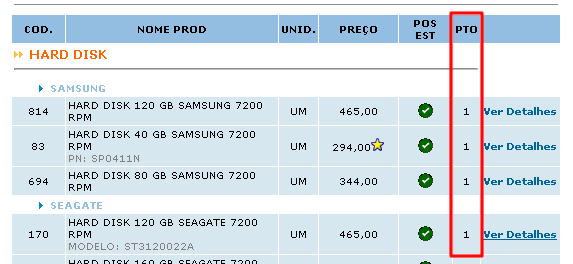 COD. NOME PROD UNID. PREÇO POS EST PTO
HARD DISK
SAMSUNG
814 HARD DISK 120 GB SAMSUNG 7200 RPM UM 465,00 1 Ver Detalhes
83 HARD DISK 40 GB SAMSUNG 7200 RPM UM 294,00 1 Ver Detalhes
PN: SP0411N
694 HARD DISK 80 GB SAMSUNG 7200 RPM UM 344,00 1 Ver Detalhes
SEAGATE
170 HARD DISK 120 GB SEAGATE 7200 RPM UM 465,00 1 Ver Detalhes
MODELO: ST3120022A
HARD DISK 160 GB SEAGATE 7200